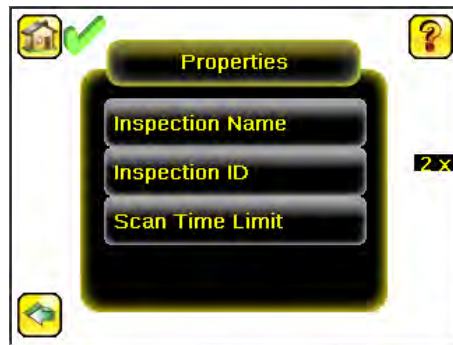 Properties
Inspection Name
Inspection ID
2 x
Scan Time Limit